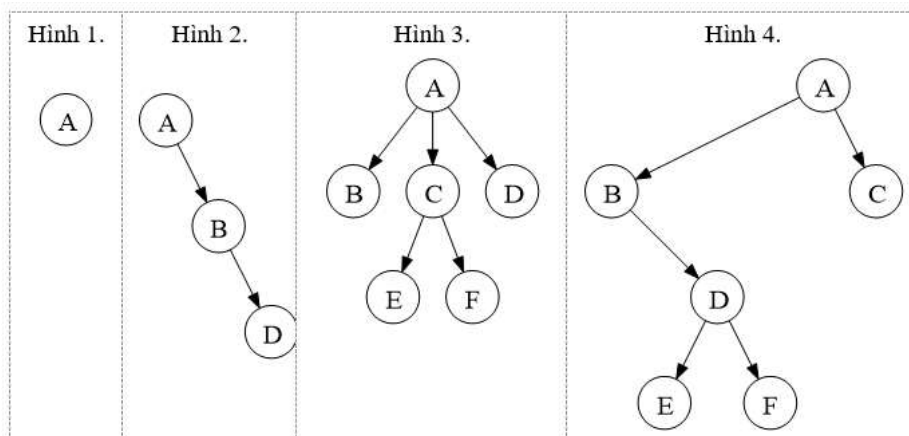 Hình 1.
A
Hình 2.
A
B
D
Hình 3.
A
B C D
E F
Hình 4.
A
B C
D
E F